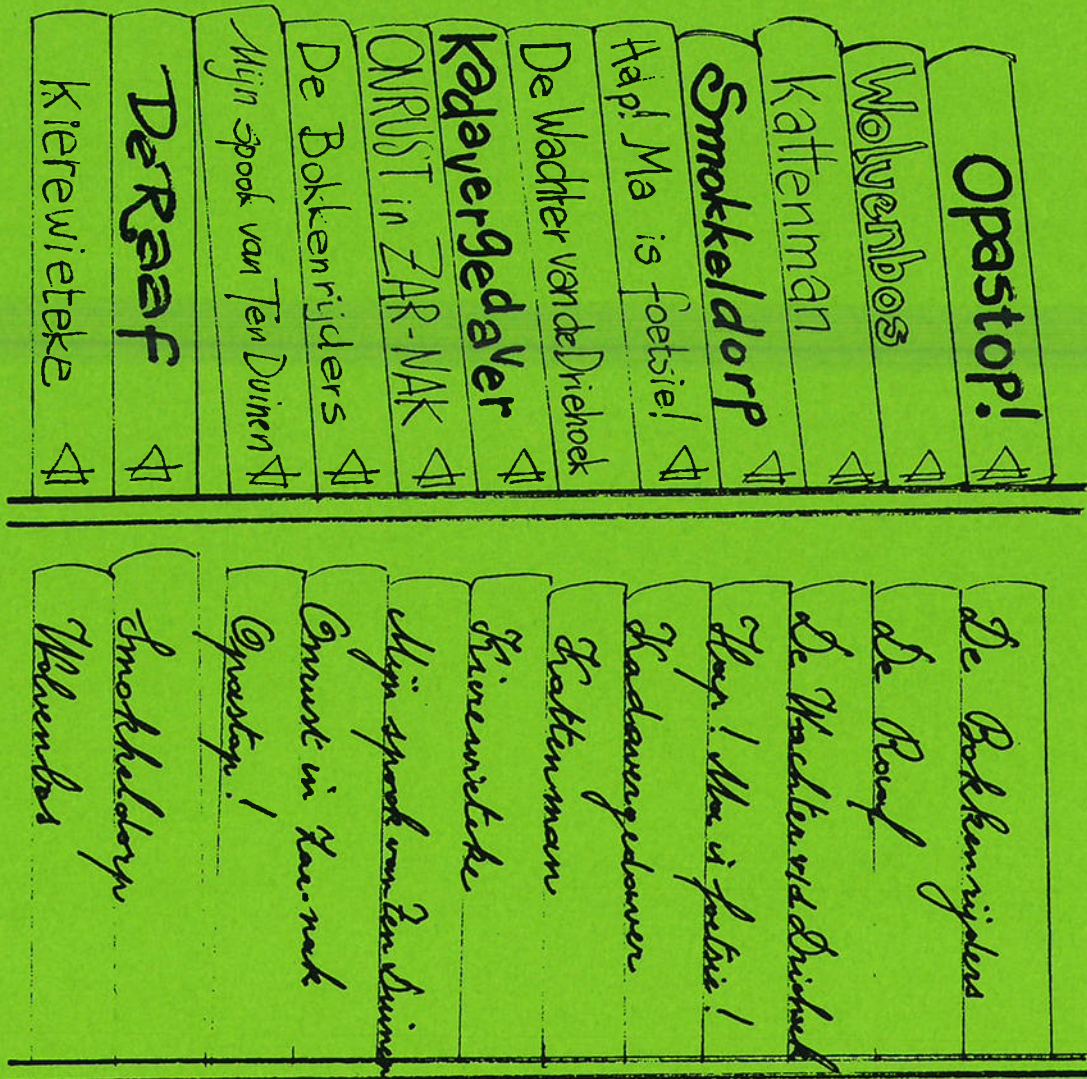 Opastop!
Wolvenbos
Kattenman
Smokkeldorp
Hap! Ma is foetsie!
De Wachter van de Driehoek
Kadavergedaver
ONRUST in ZAR-NAK
De Bokkenrijders
Mijn spook van Ten Duinen
De Raaf
Kierewieteke
De Bokkenrijders
De Raaf
De Wachter v/d Driehoek
Hap! Ma is foetsie!
Kadavergedaver
Kattenman
Kierewieteke
Mijn spook van Ten Duinen
Onrust in Zar-nak
Opastop!
Smokkeldorp
Wolvenbos